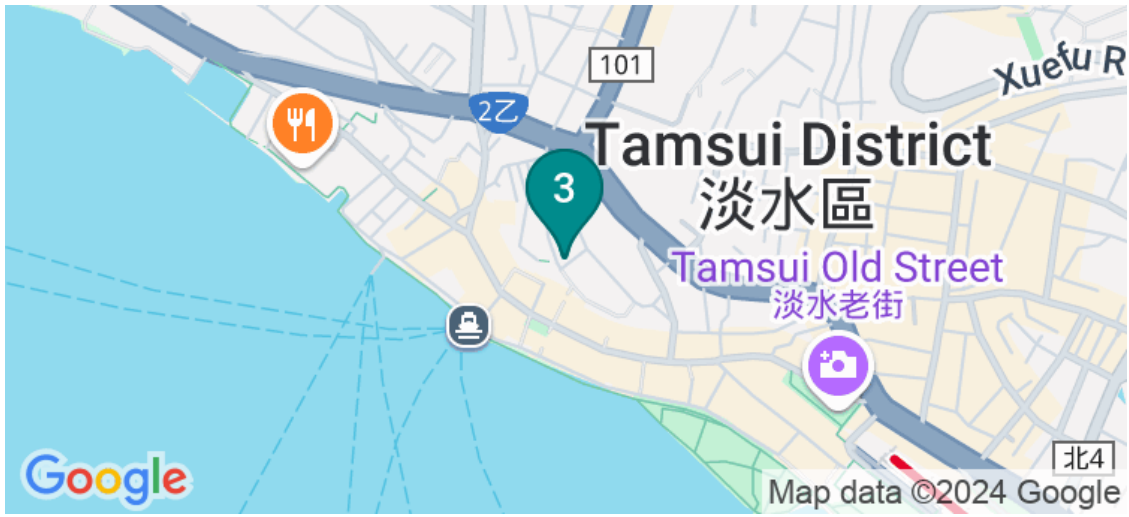 101
Xuefu R
2乙
Tamsui District
淡水區
3
Tamsui Old Street
淡水老街
北4
Google
Map data ©2024 Google